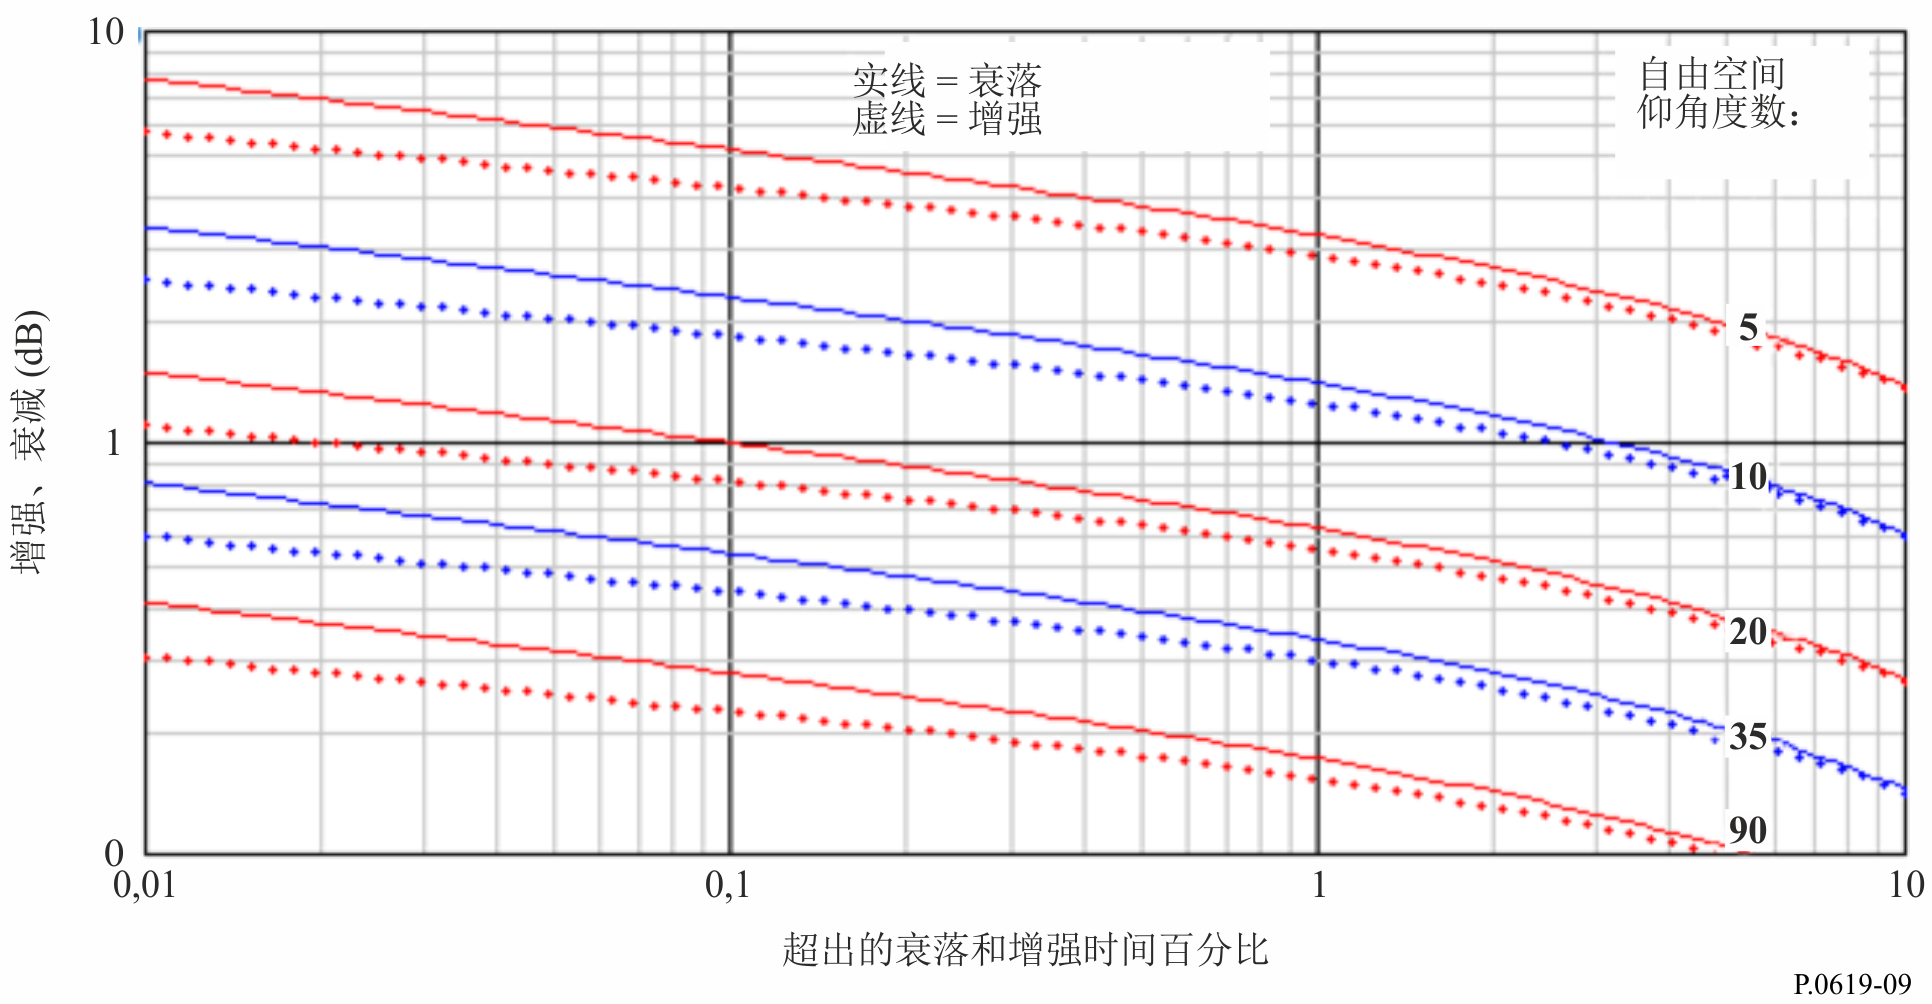 10
实线 = 衰落
虚线 = 增强
自由空间
仰角度数：
5
10
20
35
90
1
0
增强、衰减 (dB)
0,01
0,1
1
10
超出的衰落和增强时间百分比
P.0619-09